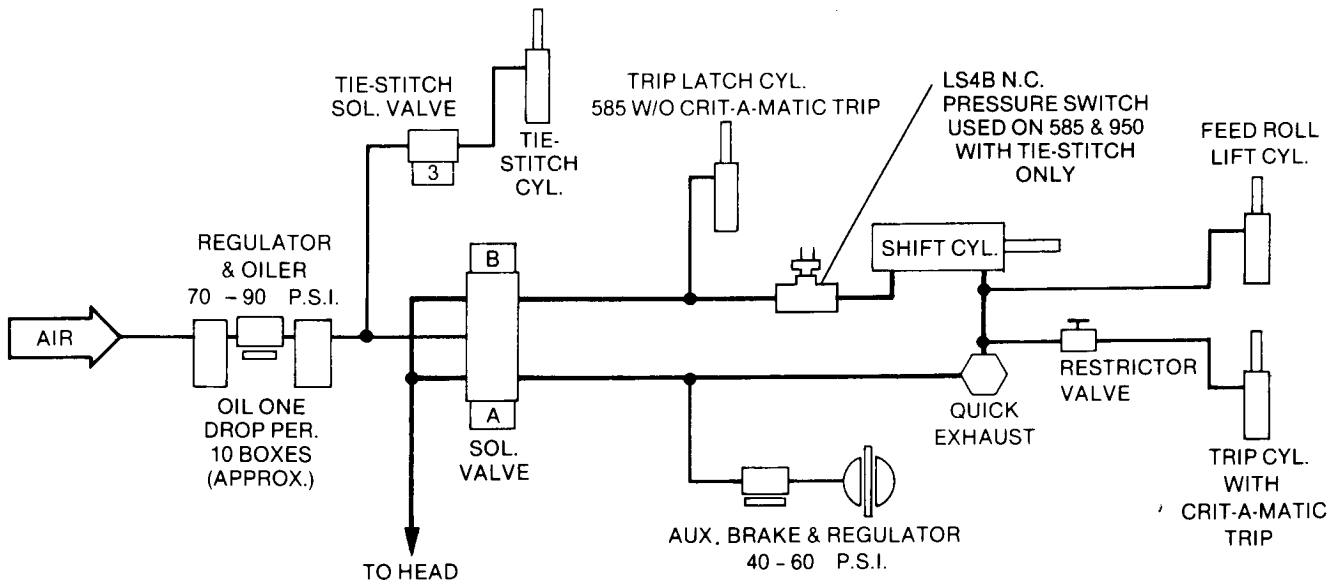 TIE-STITCH
SOL. VALVE
3
TIE-
STITCH
CYL.
TRIP LATCH CYL.
585 W/O CRIT-A-MATIC TRIP
LS4B N.C.
PRESSURE SWITCH
USED ON 585 & 950
WITH TIE-STITCH
ONLY
FEED ROLL
LIFT CYL.
REGULATOR
& OILER
70 - 90 P.S.I.
AIR
OIL ONE
DROP PER.
10 BOXES
(APPROX.)
B
A
SOL.
VALVE
SHIFT CYL.
QUICK
EXHAUST
RESTRICTOR
VALVE
TRIP CYL.
WITH
CRIT-A-MATIC
TRIP
AUX. BRAKE & REGULATOR
40 - 60 P.S.I.
TO HEAD